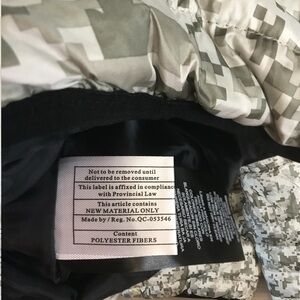 Not to be removed until
delivered to the consumer
This label is affixed in compliance
with Provincial Law
This article contains
NEW MATERIAL ONLY
Made by / Reg. No.QC-053546
Content
POLYESTER FIBERS